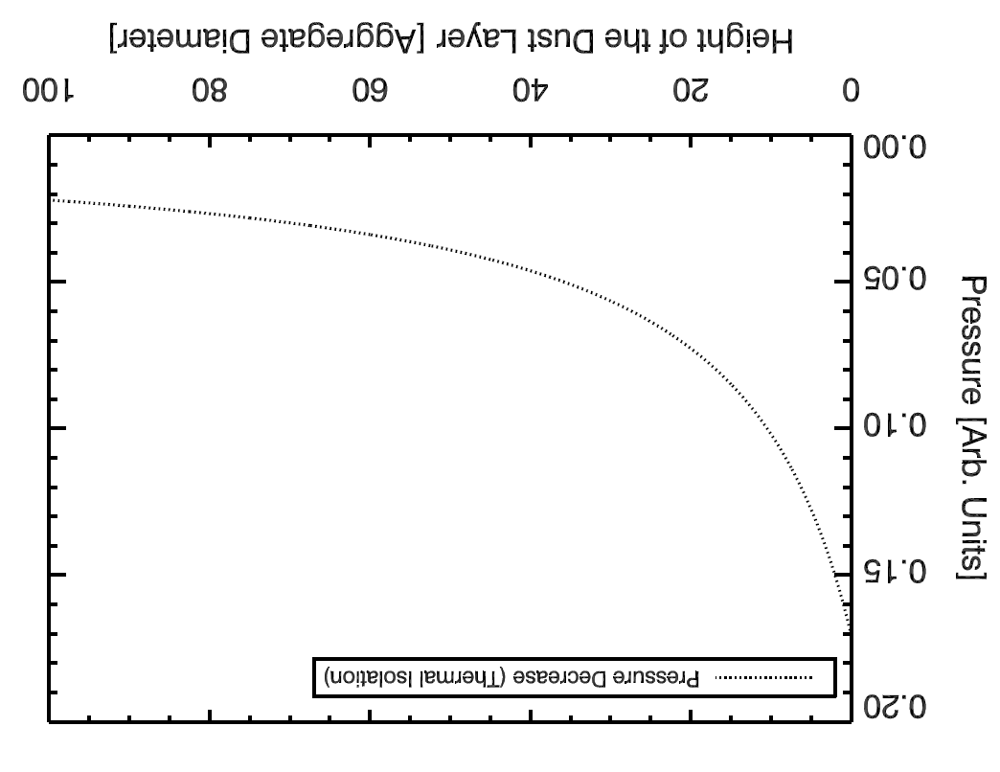 Pressure Decrease (Thermal Isolation)
Pressure [Arb. Units]
0.20
0.15
0.10
0.05
0.00
0 20 40 60 80 100
Height of the Dust Layer [Aggregate Diameter]